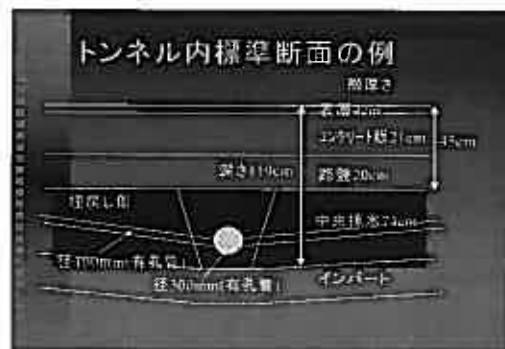 トンネル内標準断面の例
層厚さ
表層4cm
コンクリート版21cm
45cm
路盤20cm
深さ119cm
埋戻し部
中央排水74cm
径300mm(有孔管)
インバート